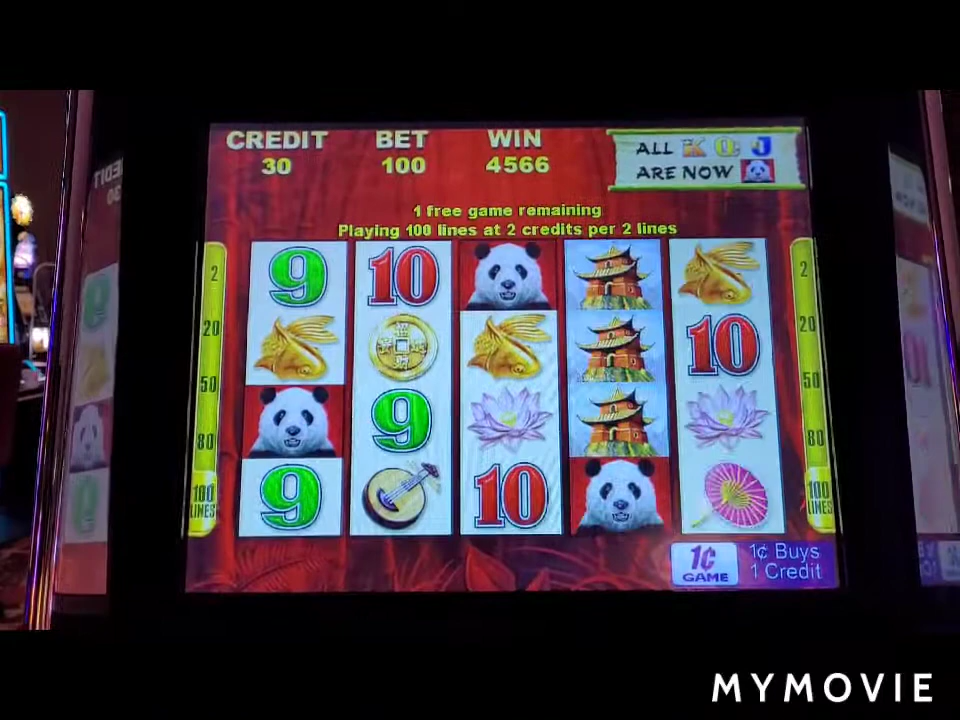 CREDIT BET WIN
30 100 4566
ALL K Q J
ARE NOW
1 free game remaining
Playing 100 lines at 2 credits per 2 lines
2 9 10 2
20 10 20
50 9 50
80 80
100 LINES 9 10 100 LINES
1¢ GAME
1¢ Buys
1 Credit
MYMOVIE